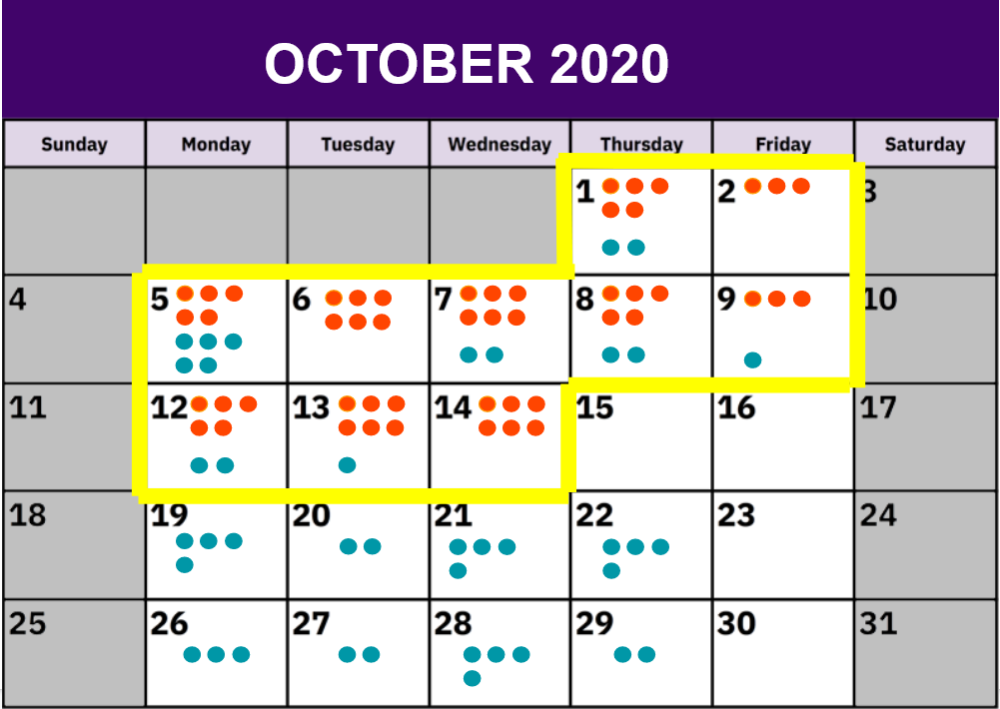 OCTOBER 2020
Sunday Monday Tuesday Wednesday Thursday Friday Saturday
1 2 3
4 5 6 7 8 9 10
11 12 13 14 15 16 17
18 19 20 21 22 23 24
25 26 27 28 29 30 31